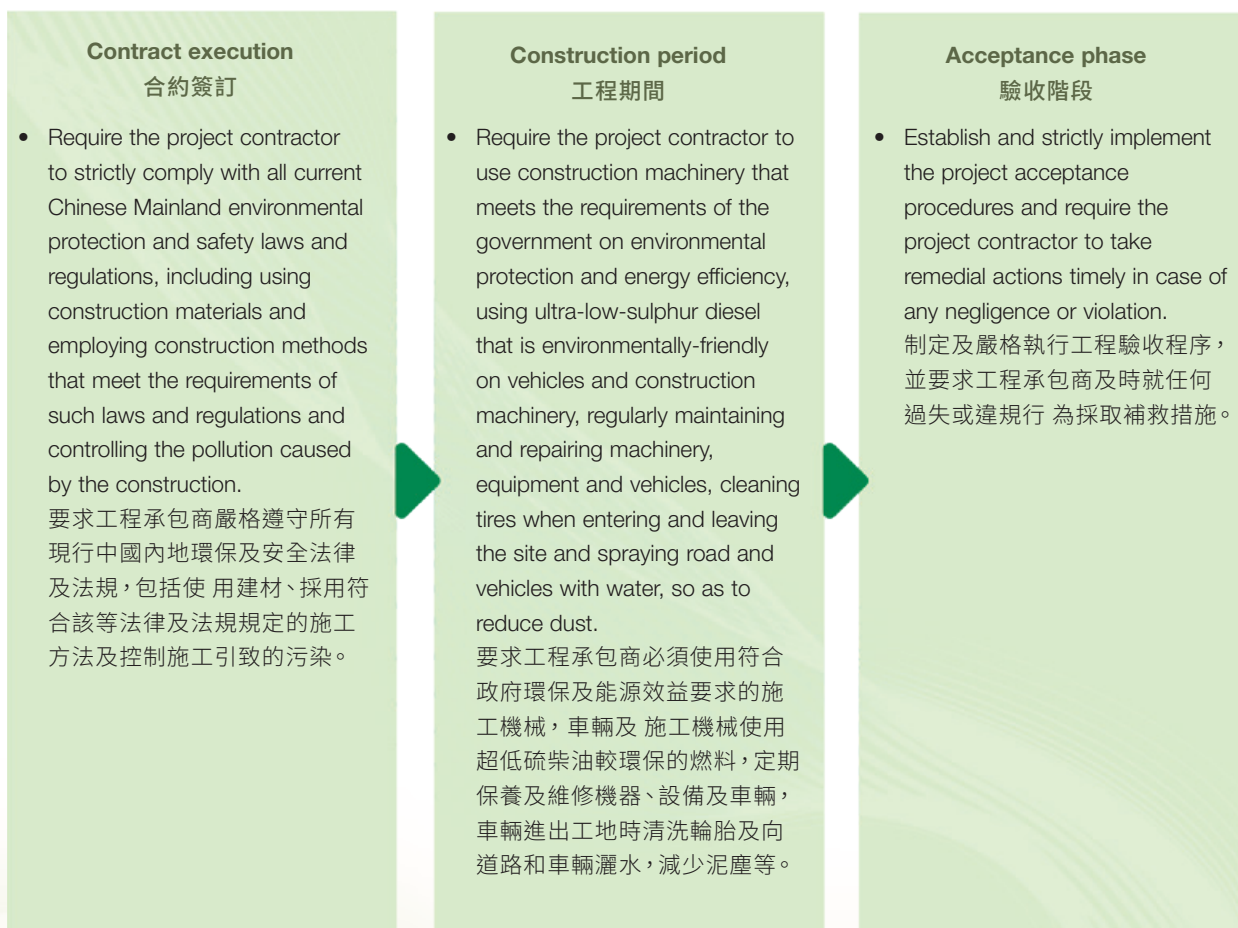 Contract execution
合約簽訂
• Require the project contractor
to strictly comply with all current
Chinese Mainland environmental
protection and safety laws and
regulations, including using
construction materials and
employing construction methods
that meet the requirements of
such laws and regulations and
controlling the pollution caused
by the construction.
要求工程承包商嚴格遵守所有
現行中國內地環保及安全法律
及法規，包括使 用建材、採用符
合該等法律及法規規定的施工
方法及控制施工引致的污染。
Construction period
工程期間
• Require the project contractor to
use construction machinery that
meets the requirements of the
government on environmental
protection and energy efficiency,
using ultra-low-sulphur diesel
that is environmentally-friendly
on vehicles and construction
machinery, regularly maintaining
and repairing machinery,
equipment and vehicles, cleaning
tires when entering and leaving
the site and spraying road and
vehicles with water, so as to
reduce dust.
要求工程承包商必須使用符合
政府環保及能源效益要求的施
工機械，車輛及 施工機械使用
超低硫柴油較環保的燃料，定期
保養及維修機器、設備及車輛，
車輛進出工地時清洗輪胎及向
道路和車輛灑水，減少泥塵等。
Acceptance phase
驗收階段
• Establish and strictly implement
the project acceptance
procedures and require the
project contractor to take
remedial actions timely in case of
any negligence or violation.
制定及嚴格執行工程驗收程序，
並要求工程承包商及時就任何
過失或違規行 為採取補救措施。